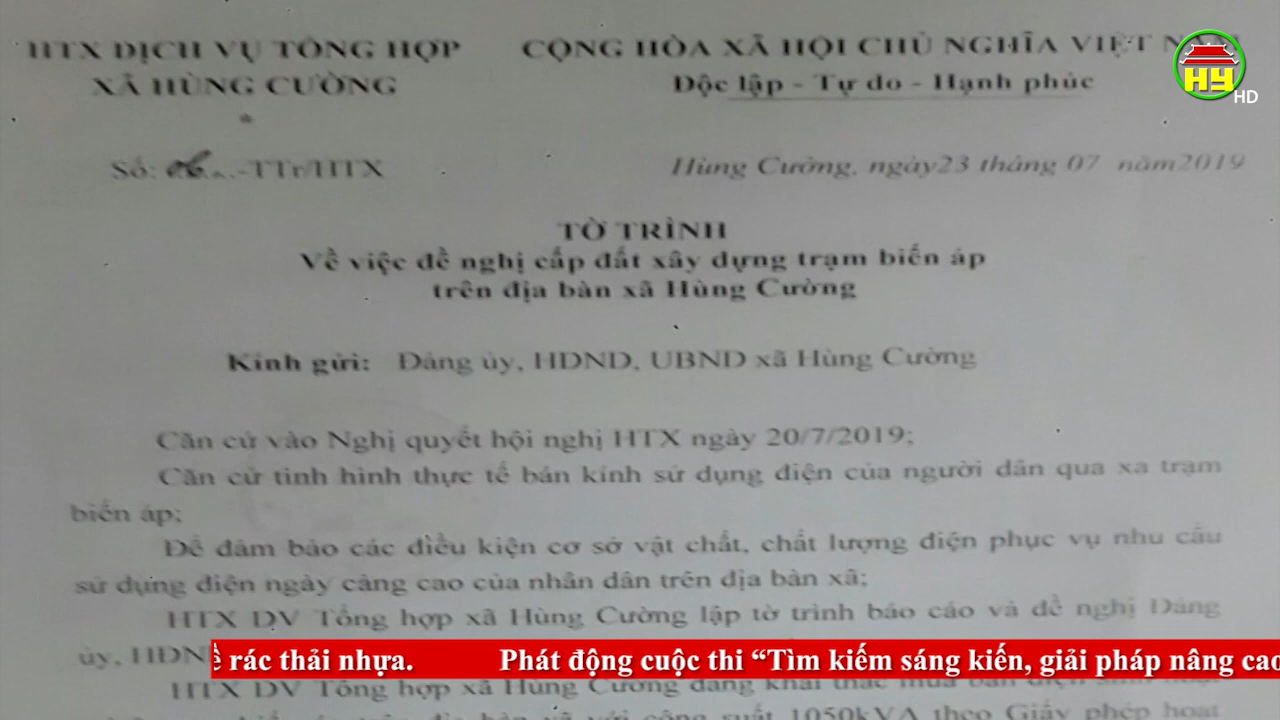 HTX DỊCH VỤ TỔNG HỢP
XÃ HÙNG CƯỜNG
CỘNG HÒA XÃ HỘI CHỦ NGHĨA VIỆT NAM
Độc lập - Tự do - Hạnh phúc
HY
HD
Số: -TTr/HTX
Hùng Cường, ngày23 tháng 07 năm2019
TỜ TRÌNH
Về việc đề nghị cấp đất xây dựng trạm biến áp
trên địa bàn xã Hùng Cường
Kính gửi: Đảng ủy, HĐND, UBND xã Hùng Cường
Căn cứ vào Nghị quyết hội nghị HTX ngày 20/7/2019;
Căn cứ tình hình thực tế bán kính sử dụng điện của người dân qua xa trạm
biến áp;
Để đảm bảo các điều kiện cơ sở vật chất, chất lượng điện phục vụ nhu cầu
sử dụng điện ngày càng cao của nhân dân trên địa bàn xã;
HTX DV Tổng hợp xã Hùng Cường lập tờ trình báo cáo và đề nghị Đảng
ủy, HĐND
rác thải nhựa. Phát động cuộc thi “Tìm kiếm sáng kiến, giải pháp nâng cao
HTX DV Tổng hợp xã Hùng Cường đang khai thác mua bán điện
công suất 1050kVA theo Giấy phép hoạt